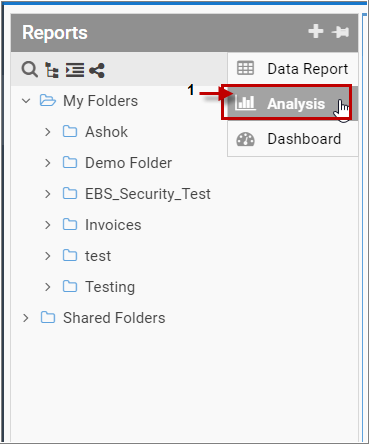 Reports
Data Report
1
Analysis
Dashboard
My Folders
Ashok
Demo Folder
EBS_Security_Test
Invoices
test
Testing
Shared Folders